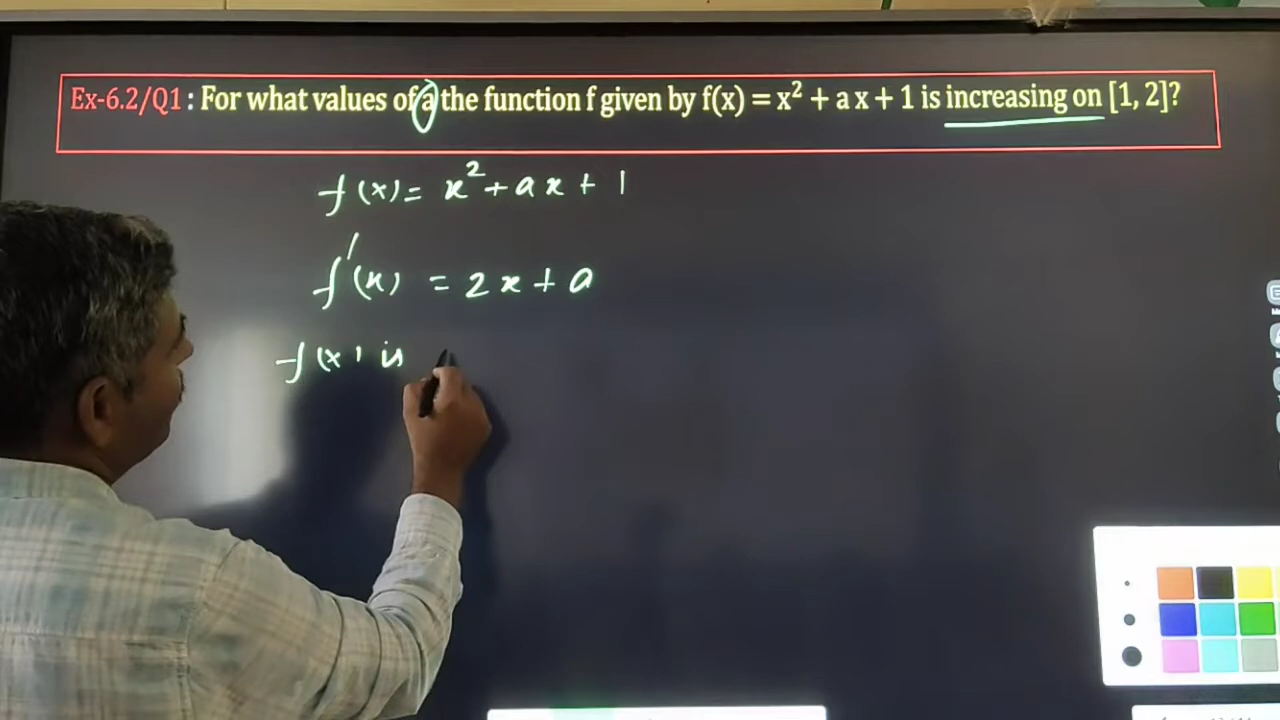 Ex-6.2/Q1 : For what values of a the function f given by f(x) = x² + a x + 1 is increasing on [1, 2]?
f(x) = x² + ax + 1
f'(x) = 2x + a
f(x) is